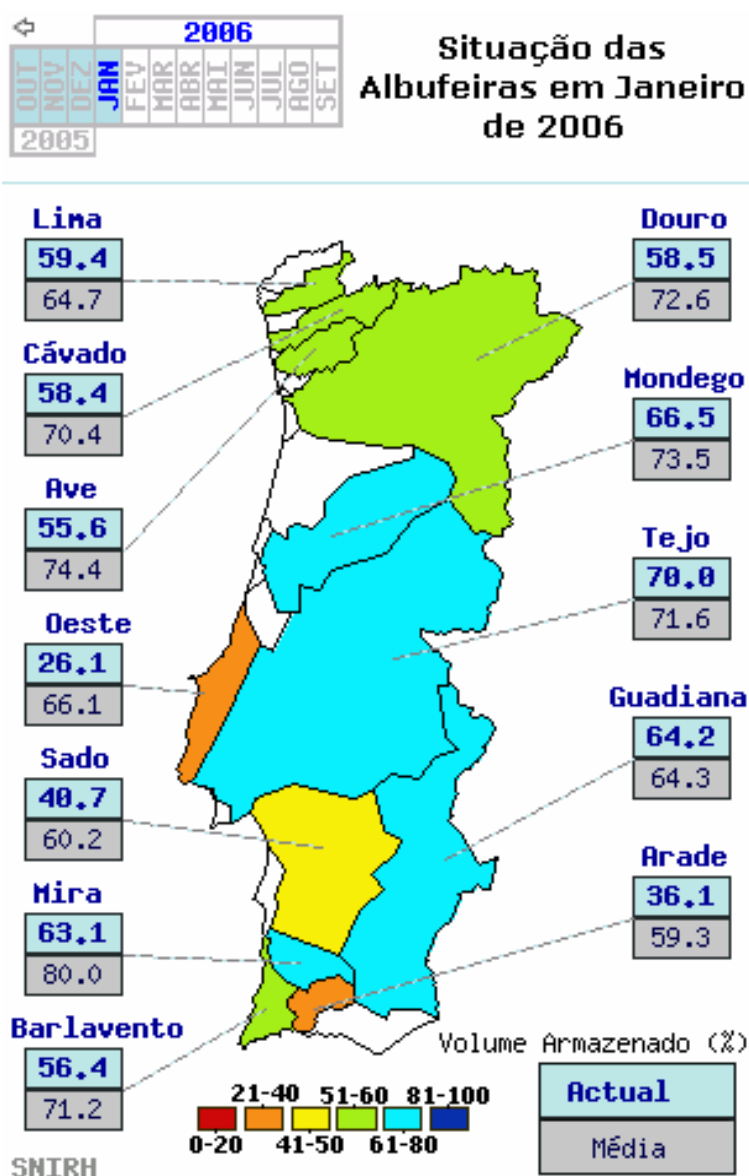 2006
OUT NOV DEZ JAN FEV MAR ABR MAI JUN JUL AGO SET
2005
Situação das
Albufeiras em Janeiro
de 2006
Lima
59.4
64.7
Douro
58.5
72.6
Cávado
58.4
70.4
Mondego
66.5
73.5
Ave
55.6
74.4
Tejo
70.0
71.6
Oeste
26.1
66.1
Guadiana
64.2
64.3
Sado
40.7
60.2
Arade
36.1
59.3
Mira
63.1
80.0
Barlavento
56.4
71.2
Volume Armazenado (%)
Actual
Média
21-40 51-60 81-100
0-20 41-50 61-80
SNIRH